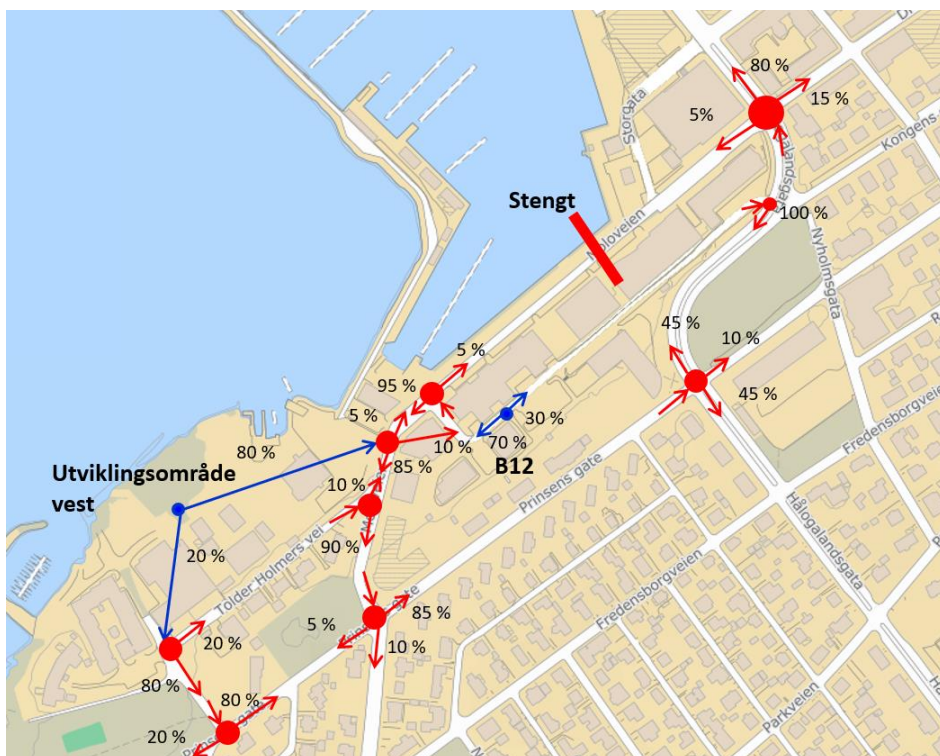 80 %
Dr
15 %
5%
Storgata
Kongens g
Stengt
100 %
Moloveien
Nyholmsgata
45 %
10 %
R
5 %
95 %
45 %
Fredensborgveien
5 %
30 %
80 %
10 %
70 %
Utviklingsområde
vest
85 %
B12
10 %
Prinsens gate
Hålogalandsgata
90 %
20 %
Tolder Holmers vei
Fredensborgveien
5 %
85 %
20 %
10 %
80 %
80 %
Parkveien
20 %